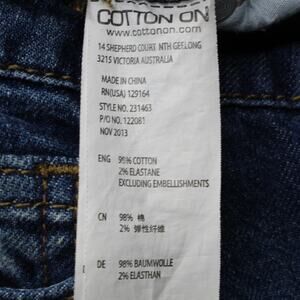 COTTON ON
www.cottonon.com
14 SHEPHERD COURT NTH GEELONG
3215 VICTORIA AUSTRALIA
MADE IN CHINA
RN(USA) 129164
STYLE NO. 231463
P/O NO. 122081
NOV 2013
ENG 98% COTTON
2% ELASTANE
EXCLUDING EMBELLISHMENTS
CN 98% 棉
2% 弹性纤维
DE 98% BAUMWOLLE
2% ELASTHAN